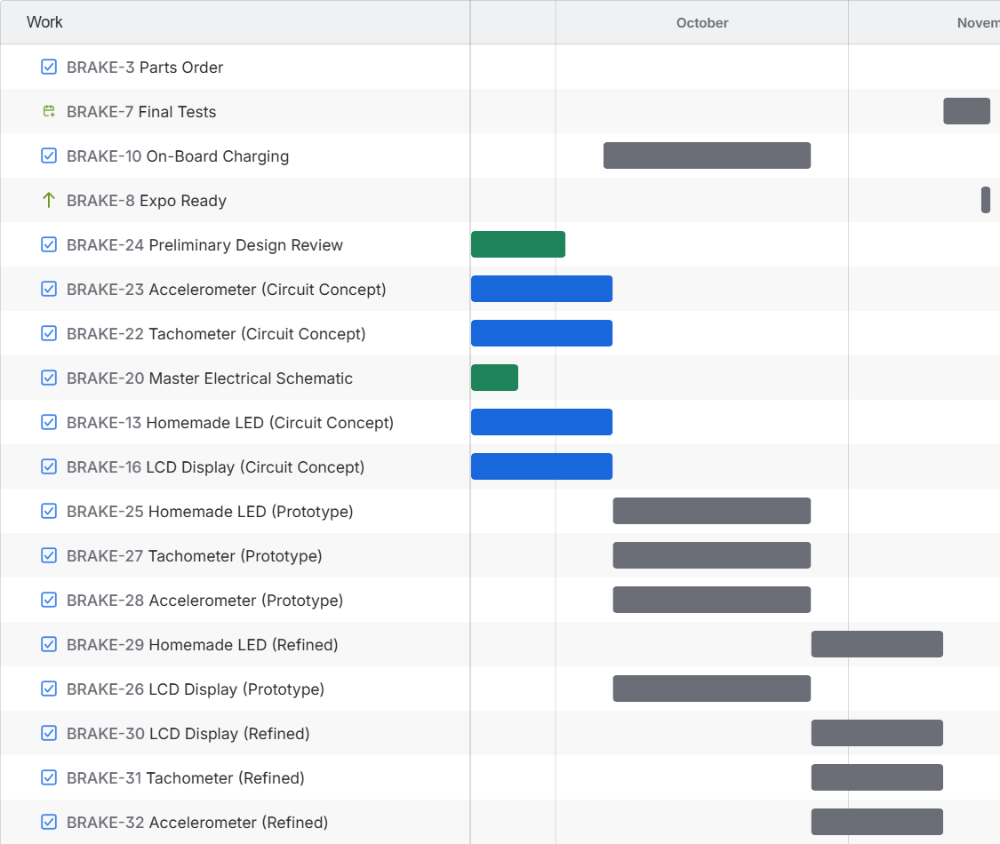 Work October Novem
BRAKE-3 Parts Order
BRAKE-7 Final Tests
BRAKE-10 On-Board Charging
BRAKE-8 Expo Ready
BRAKE-24 Preliminary Design Review
BRAKE-23 Accelerometer (Circuit Concept)
BRAKE-22 Tachometer (Circuit Concept)
BRAKE-20 Master Electrical Schematic
BRAKE-13 Homemade LED (Circuit Concept)
BRAKE-16 LCD Display (Circuit Concept)
BRAKE-25 Homemade LED (Prototype)
BRAKE-27 Tachometer (Prototype)
BRAKE-28 Accelerometer (Prototype)
BRAKE-29 Homemade LED (Refined)
BRAKE-26 LCD Display (Prototype)
BRAKE-30 LCD Display (Refined)
BRAKE-31 Tachometer (Refined)
BRAKE-32 Accelerometer (Refined)